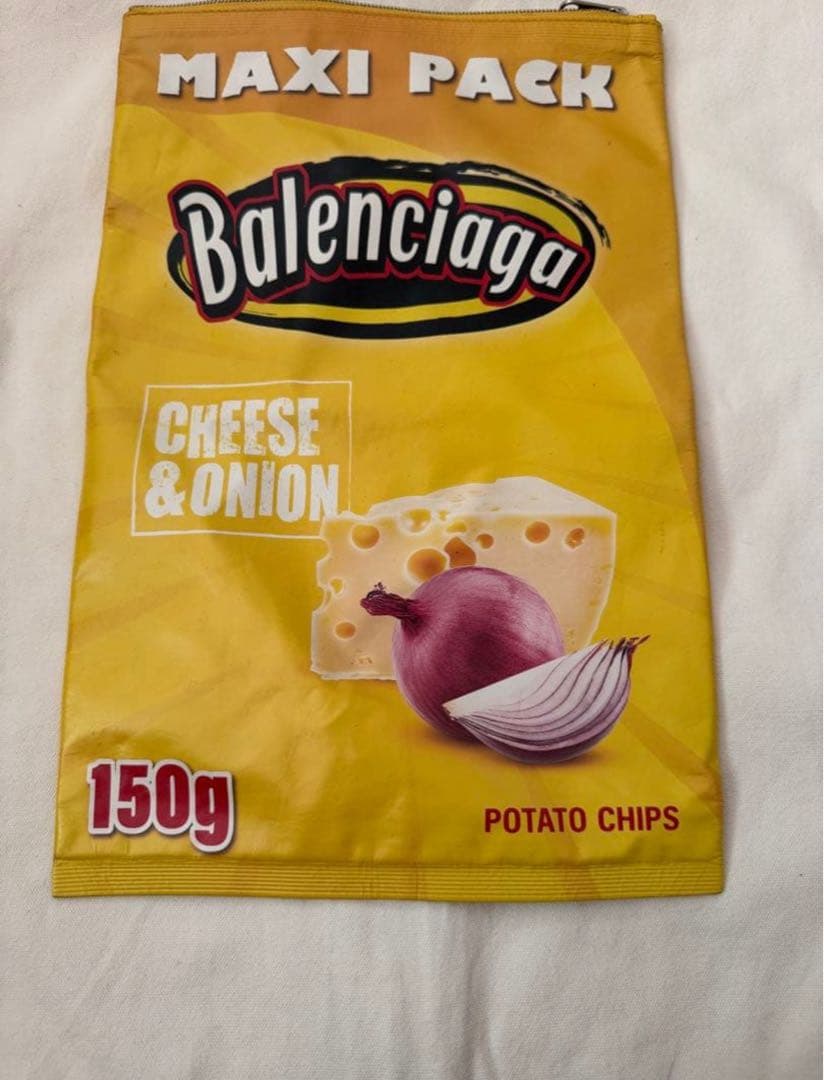 MAXI PACK
Balenciaga
CHEESE
&ONION
150g
POTATO CHIPS